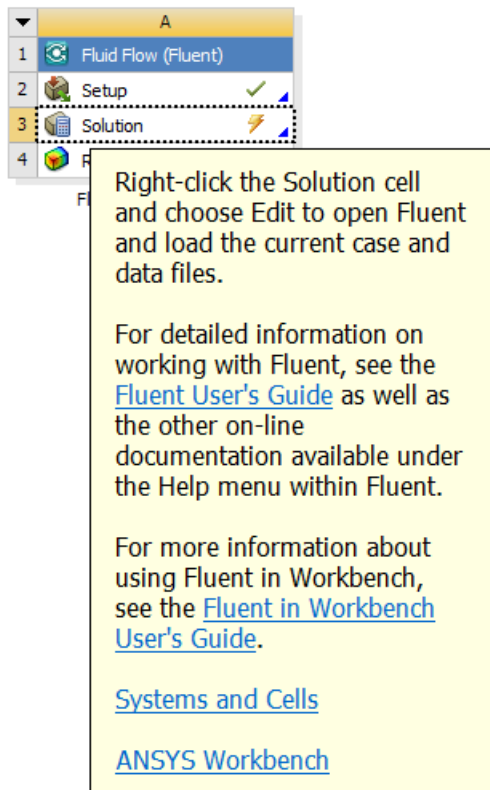 A
1 Fluid Flow (Fluent)
2 Setup
3 Solution
4
Right-click the Solution cell
and choose Edit to open Fluent
and load the current case and
data files.
For detailed information on
working with Fluent, see the
Fluent User's Guide as well as
the other on-line
documentation available under
the Help menu within Fluent.
For more information about
using Fluent in Workbench,
see the Fluent in Workbench
User's Guide.
Systems and Cells
ANSYS Workbench